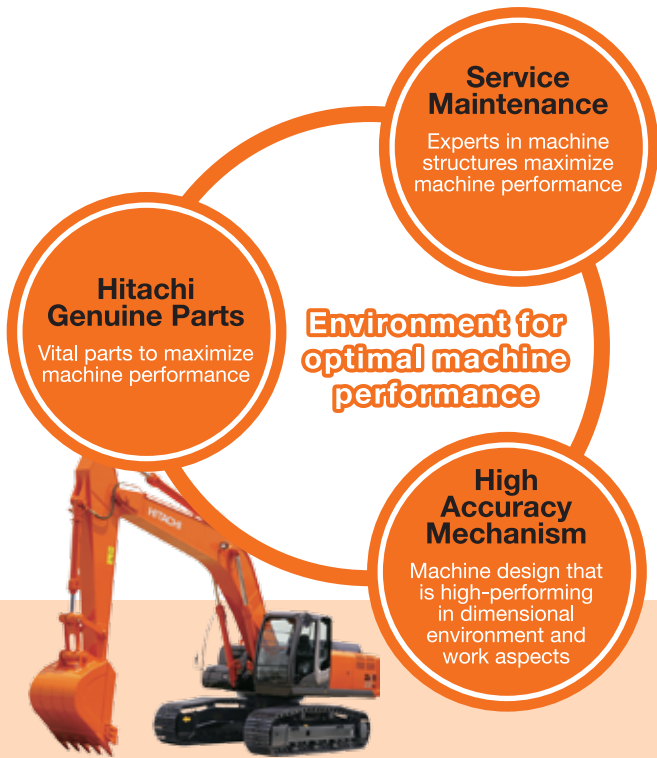 Service
Maintenance
Experts in machine
structures maximize
machine performance
Hitachi
Genuine Parts
Vital parts to maximize
machine performance
Environment for
optimal machine
performance
High
Accuracy
Mechanism
Machine design that
is high-performing
in dimensional
environment and
work aspects
HITACHI